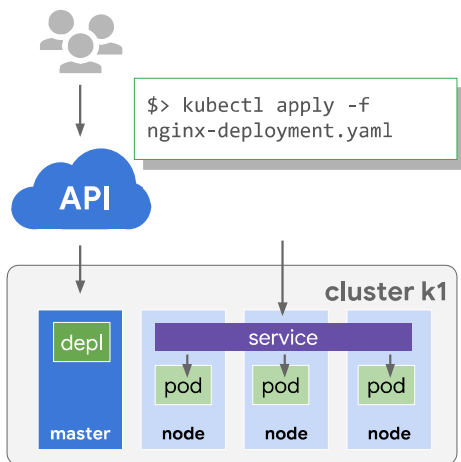 $> kubectl apply -f
nginx-deployment.yaml
API
cluster k1
depl
service
pod
pod
pod
master
node
node
node